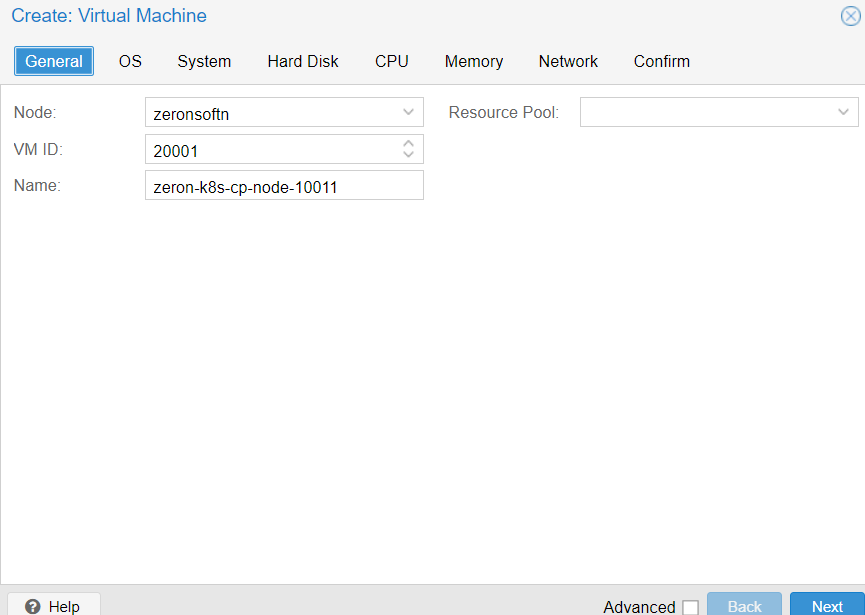 Create: Virtual Machine
General OS System Hard Disk CPU Memory Network Confirm
Node: zeronsoftn Resource Pool:
VM ID: 20001
Name: zeron-k8s-cp-node-10011
Help Advanced Back Next